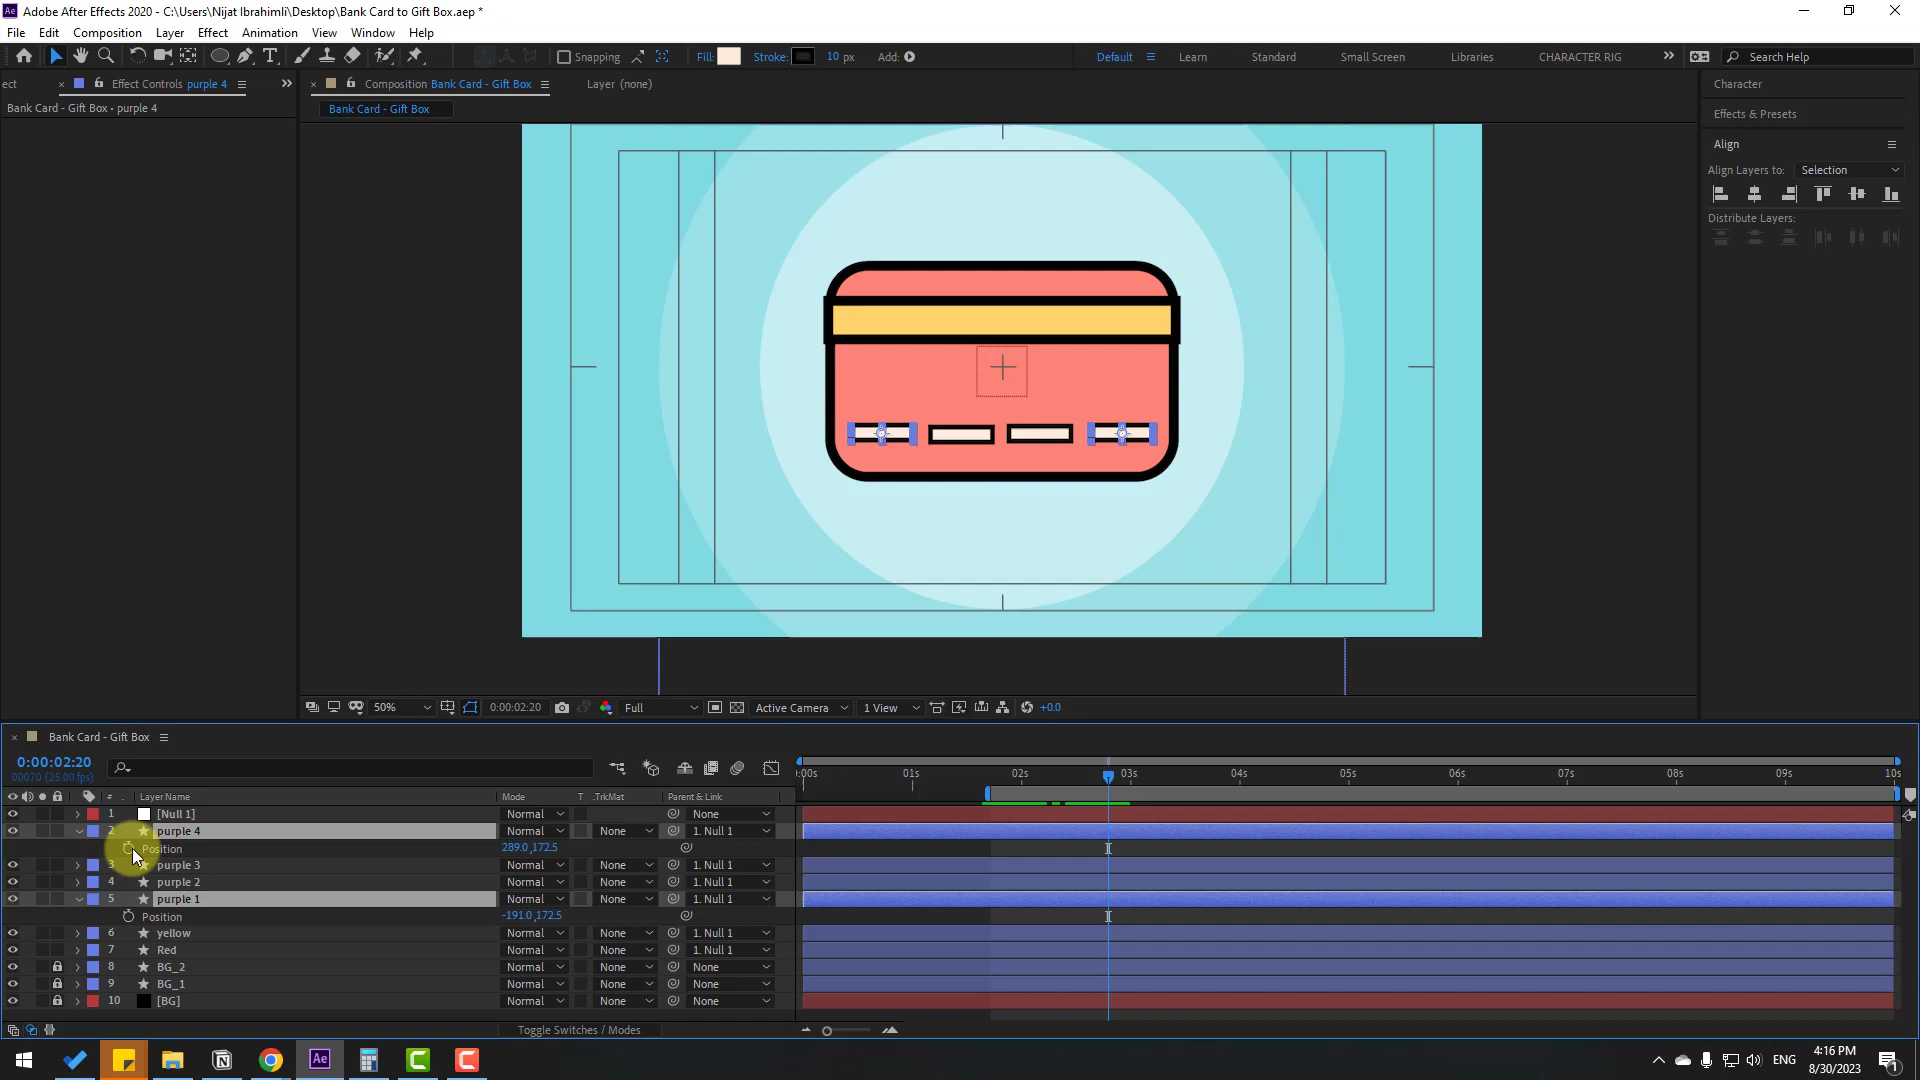 Adobe After Effects 2020 - C:\Users\Nijat Ibrahimli\Desktop\Bank Card to Gift Box.aep *
File Edit Composition Layer Effect Animation View Window Help
Snapping Fill: Stroke: 10 px Add: Default Learn Standard Small Screen Libraries CHARACTER RIG Search Help
ect Effect Controls purple 4 Composition Bank Card - Gift Box Layer (none) Character
Bank Card - Gift Box • purple 4 Bank Card - Gift Box
Effects & Presets
Align
Align Layers to: Selection
Distribute Layers:
50% 0:00:02:20 Full Active Camera 1 View +0.0
Bank Card - Gift Box
0:00:02:20
00070 (25.00 fps)
:00s 01s 02s 03s 04s 05s 06s 07s 08s 09s 10s
# Layer Name Mode T .TrkMat Parent & Link
1 [Null 1] Normal None
2 purple 4 Normal None 1. Null 1
Position 289.0,172.5
3 purple 3 Normal None 1. Null 1
4 purple 2 Normal None 1. Null 1
5 purple 1 Normal None 1. Null 1
Position -191.0,172.5
6 yellow Normal None 1. Null 1
7 Red Normal None 1. Null 1
8 BG_2 Normal None None
9 BG_1 Normal None None
10 [BG] Normal None None
Toggle Switches / Modes
Ae ENG 4:16 PM
8/30/2023 1